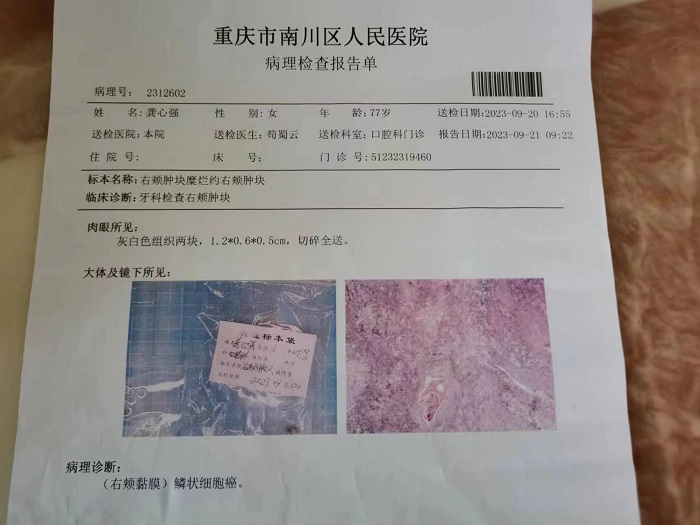 重庆市南川区人民医院
病理检查报告单
病理号: 2312602
姓 名: 龚心强 性 别: 女 年 龄: 77岁 送检日期: 2023-09-20 16:55
送检医院: 本院 送检医生: 苟蜀云 送检科室: 口腔科门诊 报告日期: 2023-09-21 09:22
住 院 号: 床 号: 门 诊 号: 51232319460
标本名称: 右颊肿块糜烂约右颊肿块
临床诊断: 牙科检查右颊肿块
肉眼所见:
灰白色组织两块, 1.2*0.6*0.5cm, 切碎全送。
大体及镜下所见:
标本袋
病理诊断:
(右颊黏膜) 鳞状细胞癌。